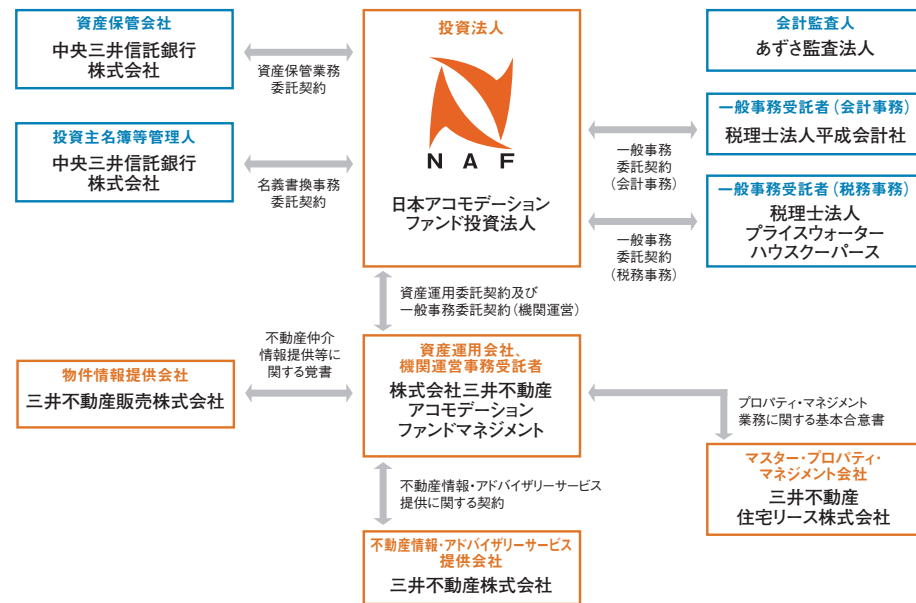 資産保管会社
中央三井信託銀行
株式会社
資産保管業務
委託契約
投資主名簿等管理人
中央三井信託銀行
株式会社
名義書換事務
委託契約
投資法人
NAF
日本アコモデーション
ファンド投資法人
会計監査人
あずさ監査法人
一般事務受託者(会計事務)
税理士法人平成会計社
一般事務
委託契約
(会計事務)
一般事務受託者(税務事務)
税理士法人
プライスウォーター
ハウスクーパース
一般事務
委託契約
(税務事務)
資産運用委託契約及び
一般事務委託契約(機関運営)
不動産仲介
情報提供等に
関する覚書
物件情報提供会社
三井不動産販売株式会社
資産運用会社、
機関運営事務受託者
株式会社三井不動産
アコモデーション
ファンドマネジメント
プロパティ・マネジメント
業務に関する基本合意書
マスター・プロパティ・
マネジメント会社
三井不動産
住宅リース株式会社
不動産情報・アドバイザリーサービス
提供に関する契約
不動産情報・アドバイザリーサービス
提供会社
三井不動産株式会社